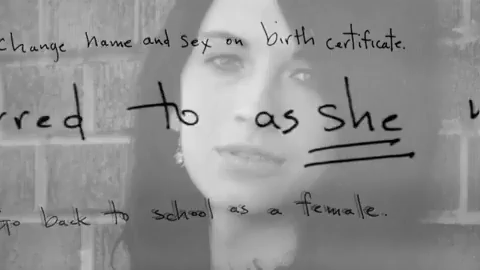 change name and sex on birth certificate.
rred to as she
Go back to school as a female.